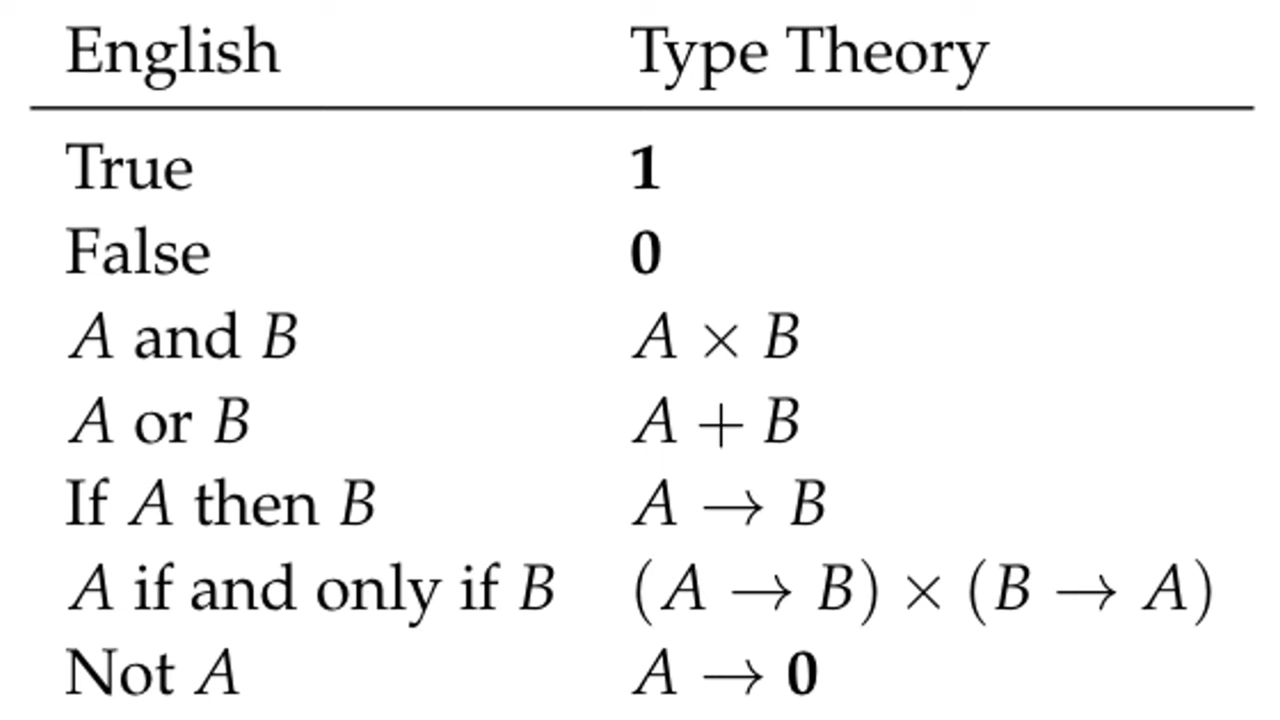 English Type Theory
True 1
False 0
A and B A × B
A or B A + B
If A then B A → B
A if and only if B (A → B) × (B → A)
Not A A → 0